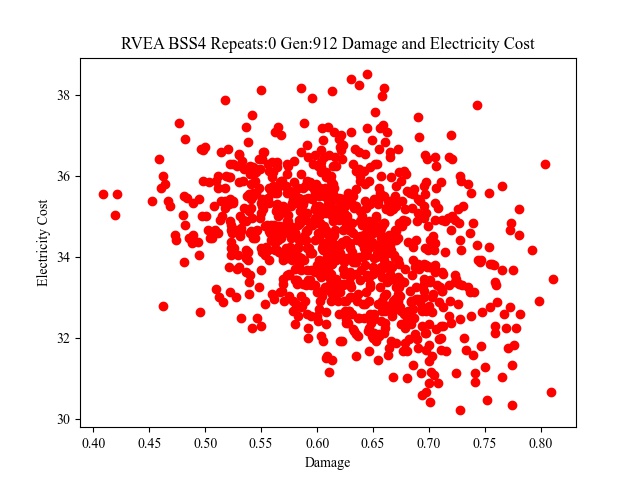 RVEA BSS4 Repeats:0 Gen:912 Damage and Electricity Cost
38
36
34
32
30
Electricity Cost
0.40 0.45 0.50 0.55 0.60 0.65 0.70 0.75 0.80
Damage